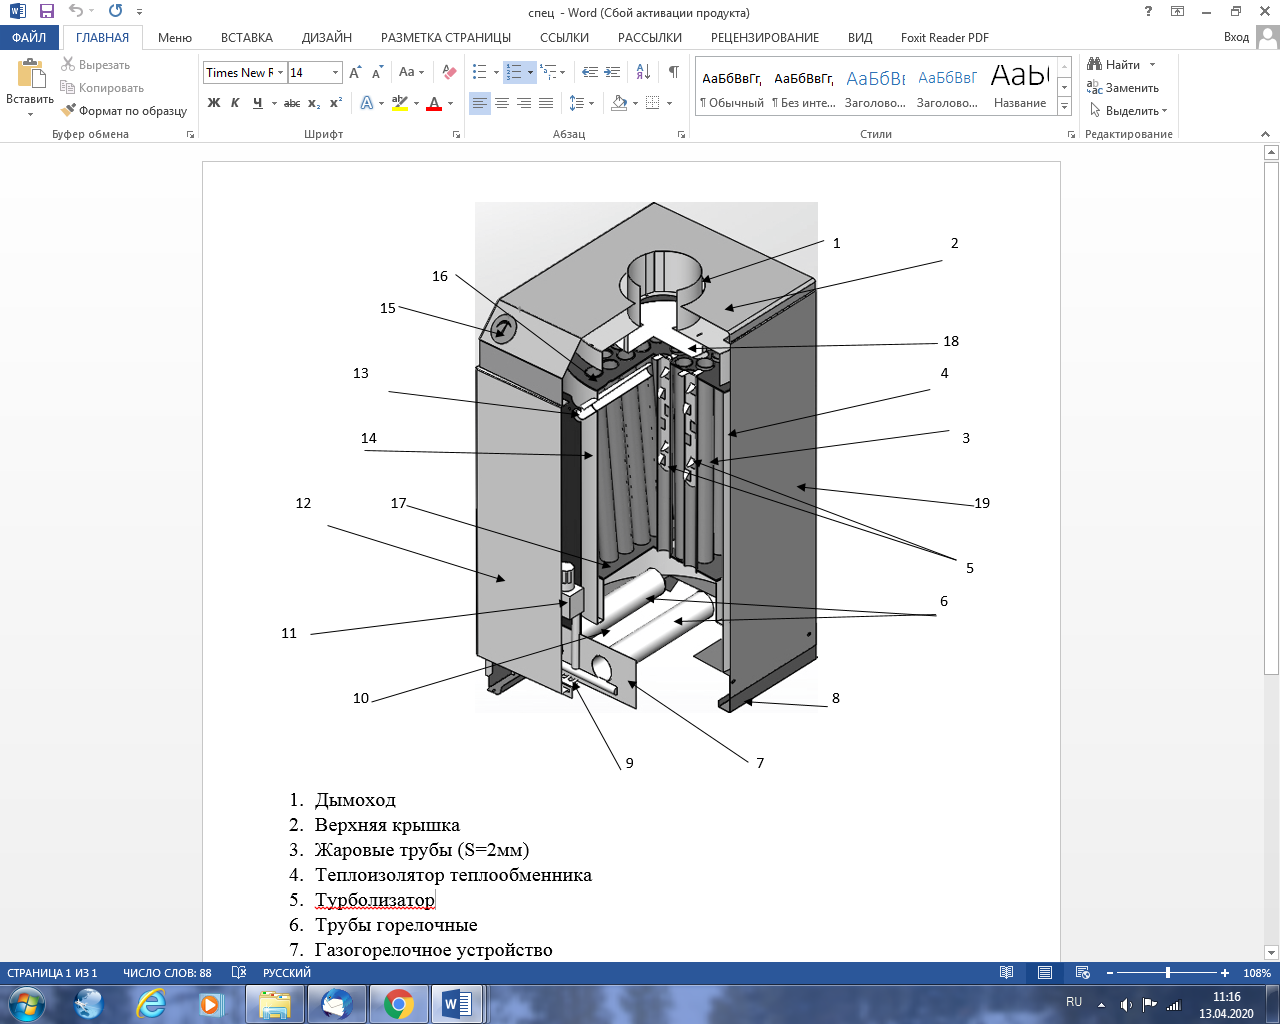 спец - Word (Сбой активации продукта)
ФАЙЛ ГЛАВНАЯ Меню ВСТАВКА ДИЗАЙН РАЗМЕТКА СТРАНИЦЫ ССЫЛКИ РАССЫЛКИ РЕЦЕНЗИРОВАНИЕ ВИД Foxit Reader PDF Вход
Вставить
Вырезать
Копировать
Формат по образцу
Буфер обмена
Times New R 14
Ж К Ч abc x₂ x²
Шрифт
Абзац
АаБбВвГг, АаБбВвГг, АаБбВв АаБбВвГ АаЬ
¶ Обычный ¶ Без инте... Заголово... Заголово... Название
Стили
Найти
Заменить
Выделить
Редактирование
1
2
16
15
18
13
4
14
3
12
17
19
5
6
11
10
8
9
7
1. Дымоход
2. Верхняя крышка
3. Жаровые трубы (S=2мм)
4. Теплоизолятор теплообменника
5. Турболизатор
6. Трубы горелочные
7. Газогорелочное устройство
СТРАНИЦА 1 ИЗ 1 ЧИСЛО СЛОВ: 88 РУССКИЙ 108%
RU 11:16
13.04.2020